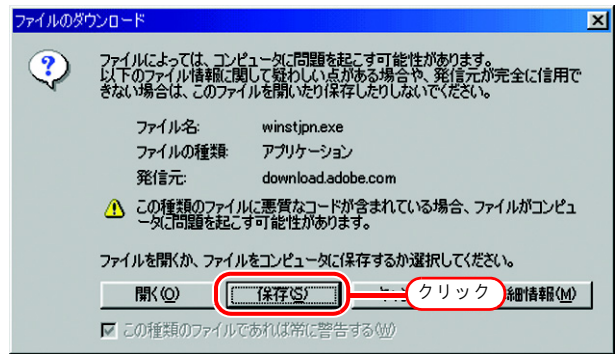 ファイルのダウンロード
ファイルによっては、コンピュータに問題を起こす可能性があります。
以下のファイル情報に関して疑わしい点がある場合や、発信元が完全に信用で
きない場合は、このファイルを開いたり保存したりしないでください。
ファイル名: winstjpn.exe
ファイルの種類: アプリケーション
発信元: download.adobe.com
この種類のファイルに悪質なコードが含まれている場合、ファイルがコンピュ
ータに問題を起こす可能性があります。
ファイルを開くか、ファイルをコンピュータに保存するか選択してください。
開く(O) 保存(S) クリック 細情報(M)
この種類のファイルであれば常に警告する(W)